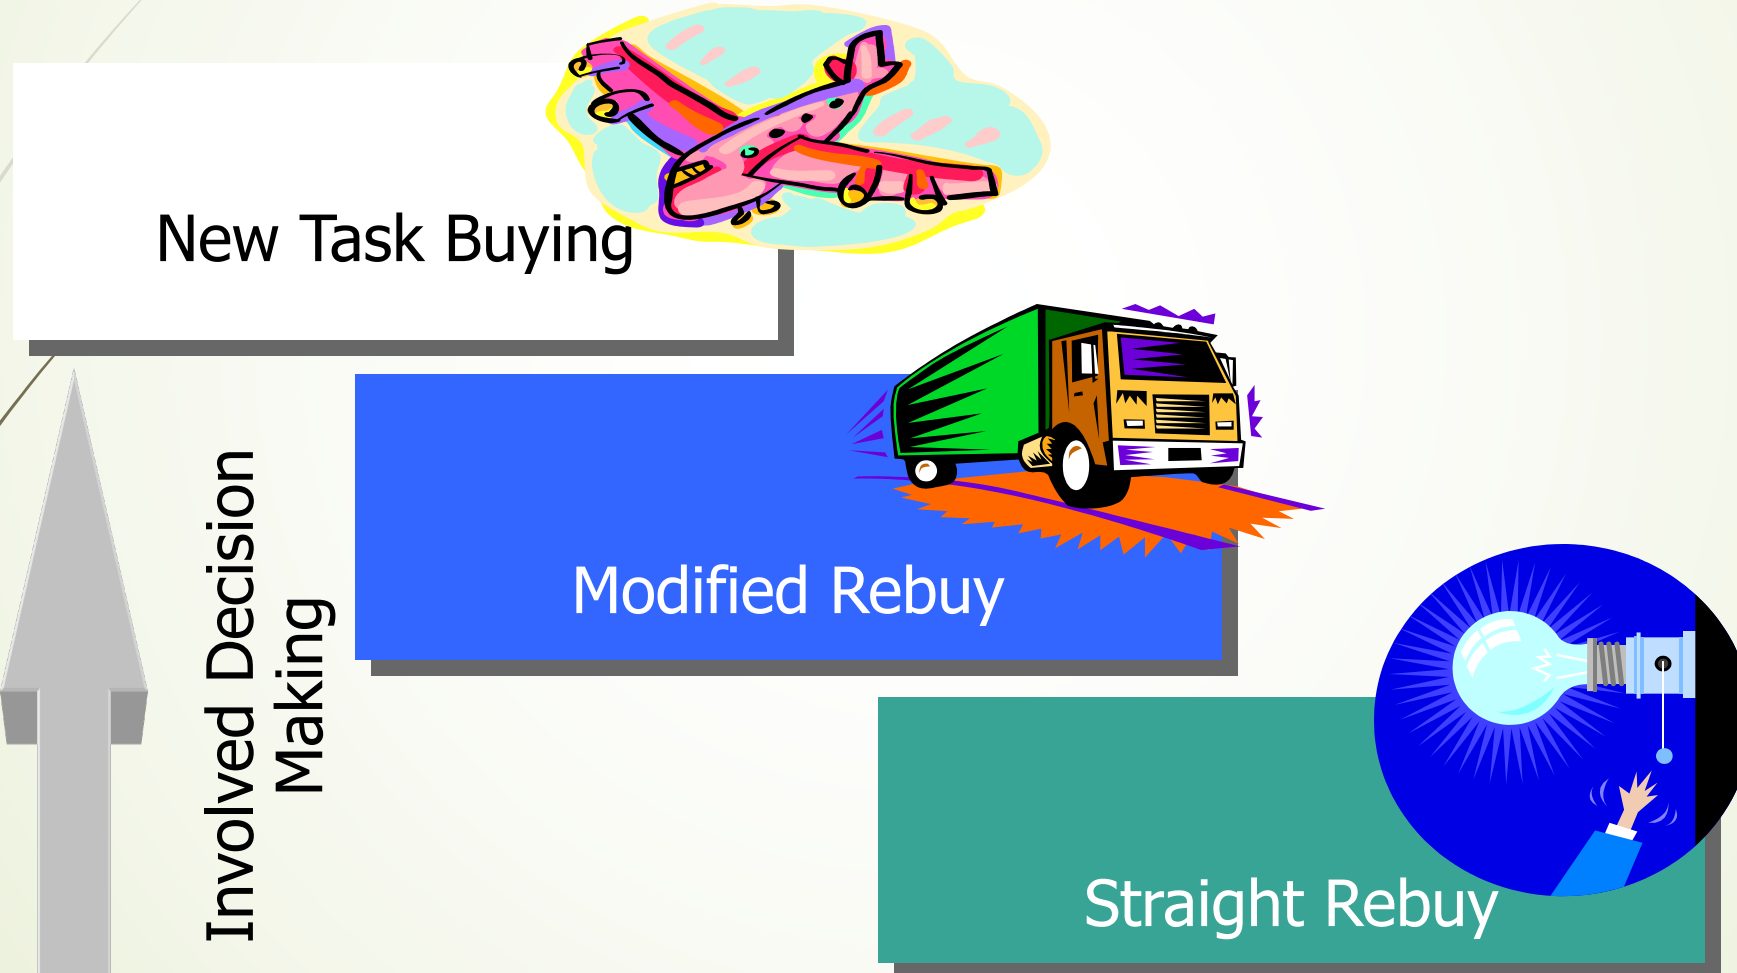 New Task Buying
Modified Rebuy
Involved Decision
Making
Straight Rebuy